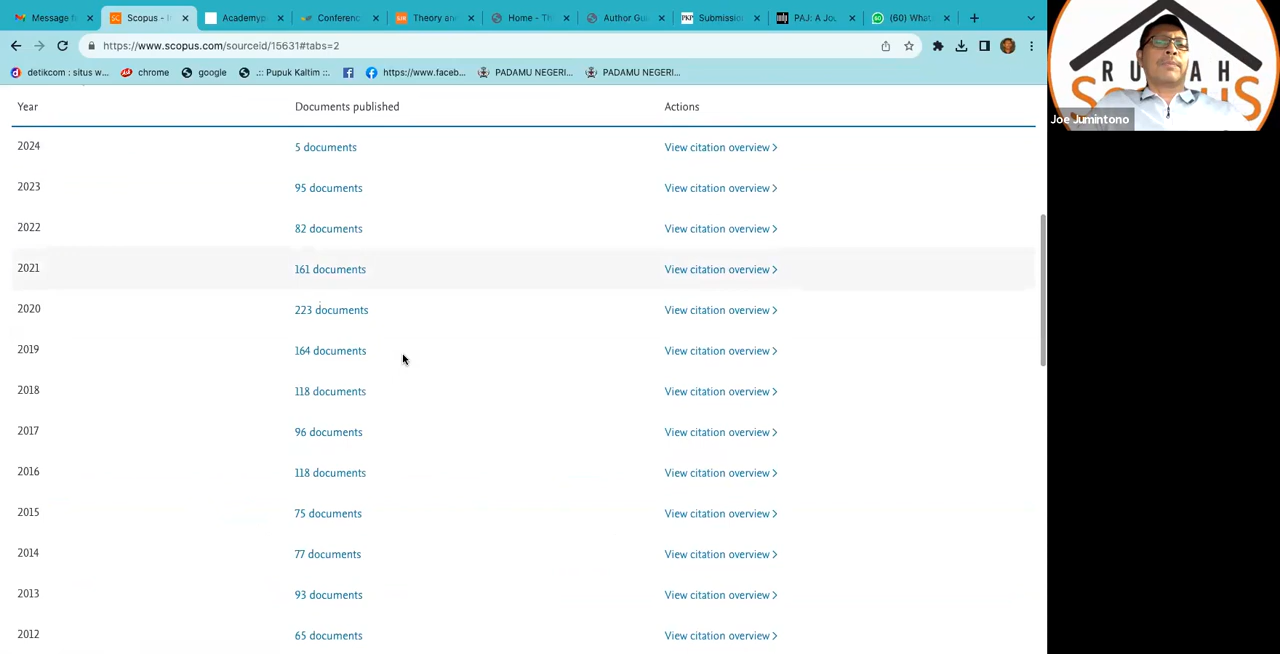 Message f
Scopus - I
Academyp
Conferenc
Theory an
Home - Th
Author Gui
Submission
PAJ: A Jou
(60) What
https://www.scopus.com/sourceid/15631#tabs=2
detikcom : situs w...
chrome
google
.:: Pupuk Kaltim ::.
https://www.faceb...
PADAMU NEGERI...
PADAMU NEGERI...
RUMAH
SCOPUS
Joe Jumintono
Year Documents published Actions
2024 5 documents View citation overview >
2023 95 documents View citation overview >
2022 82 documents View citation overview >
2021 161 documents View citation overview >
2020 223 documents View citation overview >
2019 164 documents View citation overview >
2018 118 documents View citation overview >
2017 96 documents View citation overview >
2016 118 documents View citation overview >
2015 75 documents View citation overview >
2014 77 documents View citation overview >
2013 93 documents View citation overview >
2012 65 documents View citation overview >